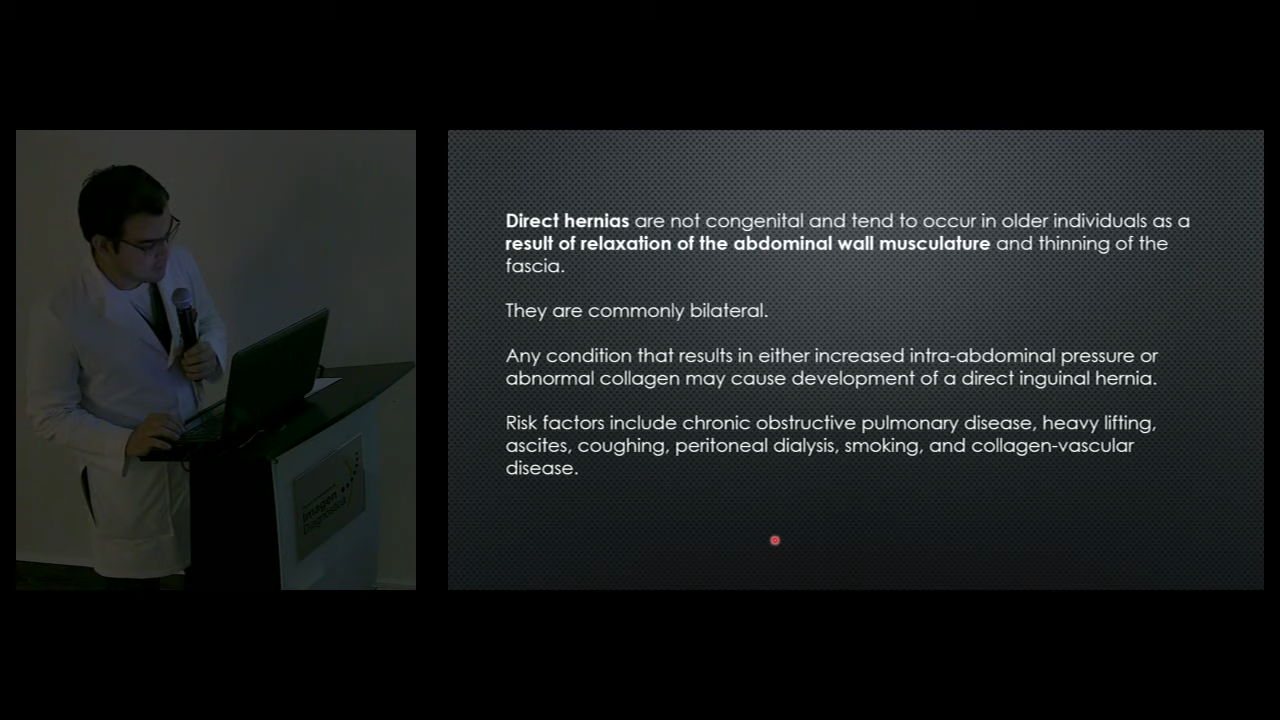 Direct hernias are not congenital and tend to occur in older individuals as a
result of relaxation of the abdominal wall musculature and thinning of the
fascia.
They are commonly bilateral.
Any condition that results in either increased intra-abdominal pressure or
abnormal collagen may cause development of a direct inguinal hernia.
Risk factors include chronic obstructive pulmonary disease, heavy lifting,
ascites, coughing, peritoneal dialysis, smoking, and collagen-vascular
disease.
Imagen
Diagnóstica